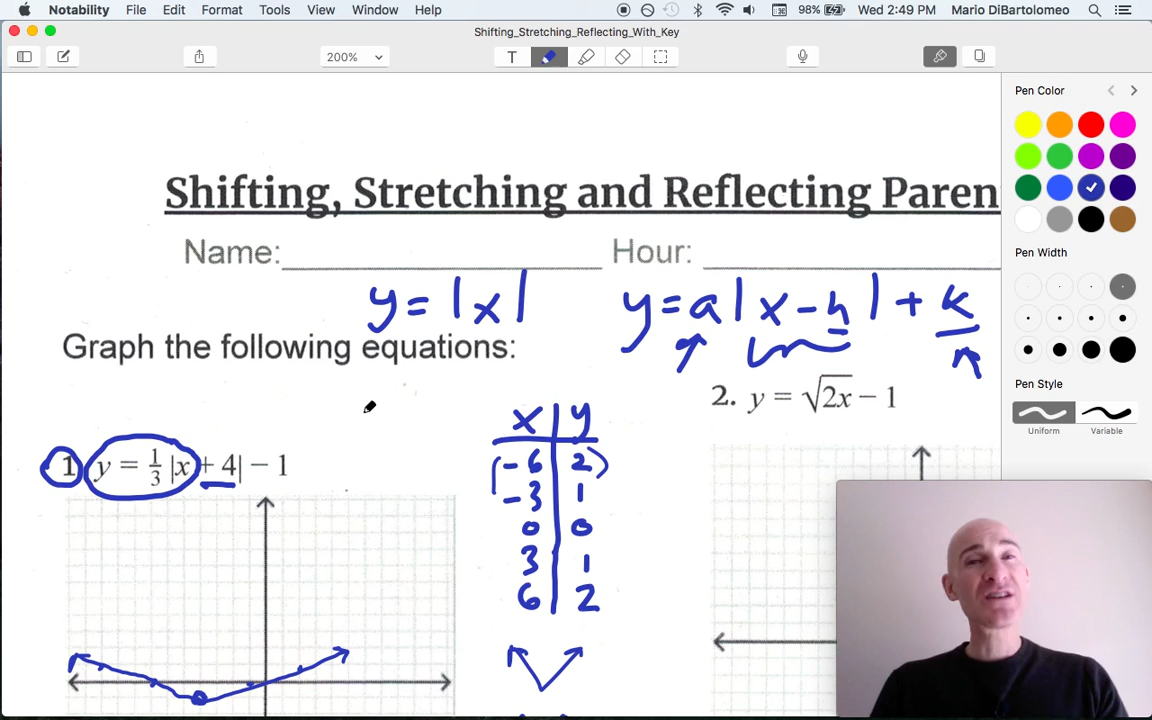 Notability File Edit Format Tools View Window Help 98% Wed 2:49 PM Mario DiBartolomeo
Shifting_Stretching_Reflecting_With_Key
200% T
Pen Color
Shifting, Stretching and Reflecting Paren
Name: Hour:
Pen Width
y = |x| y = a|x - h| + k
Graph the following equations:
Pen Style
Uniform Variable
2. y = √2x − 1
x y
1 y = 1/3 |x + 4| − 1
(-6 2)
(-3 1
0 0
3 1
6 2